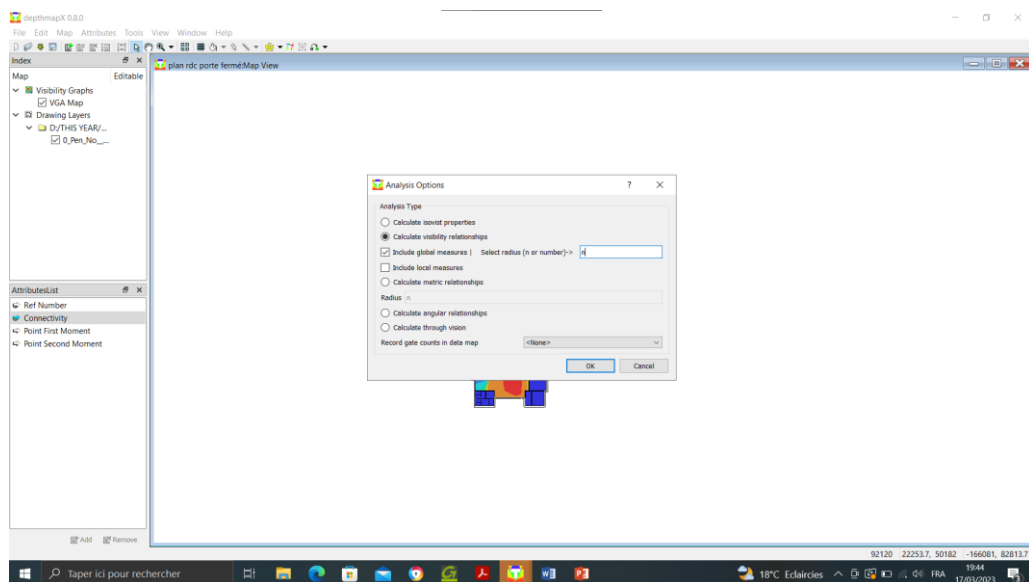 depthmapX 0.8.0
File Edit Map Attributes Tools View Window Help
Index
Map Editable
Visibility Graphs
VGA Map
Drawing Layers
D:/THIS YEAR/...
0_Pen_No__...
plan rdc porte fermé:Map View
Analysis Options
Analysis Type
Calculate isovist properties
Calculate visibility relationships
Include global measures | Select radius (n or number)-> n
Include local measures
Calculate metric relationships
Radius n
Calculate angular relationships
Calculate through vision
Record gate counts in data map <None>
OK Cancel
AttributesList
Ref Number
Connectivity
Point First Moment
Point Second Moment
Add Remove
92120 22253.7, 50182 -166081, 82813.7
Taper ici pour rechercher
18°C Eclaircies
FRA
19:44
17/03/2023